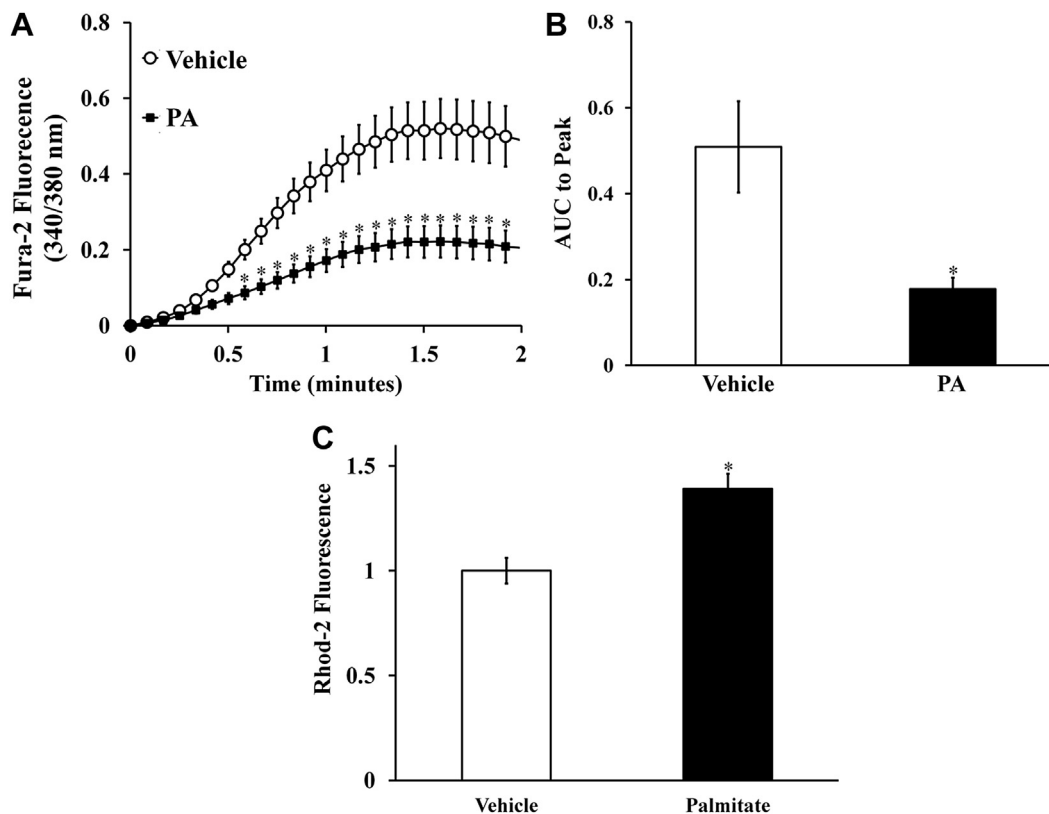 A
Vehicle
PA
Fura-2 Fluorecence
(340/380 nm)
0.8
0.6
0.4
0.2
0
* * * * * * * * * * * * * * * * *
0
0.5
1
1.5
2
Time (minutes)
B
AUC to Peak
0.8
0.6
0.4
0.2
0
*
Vehicle
PA
C
Rhod-2 Fluorescence
1.5
1
0.5
0
*
Vehicle
Palmitate